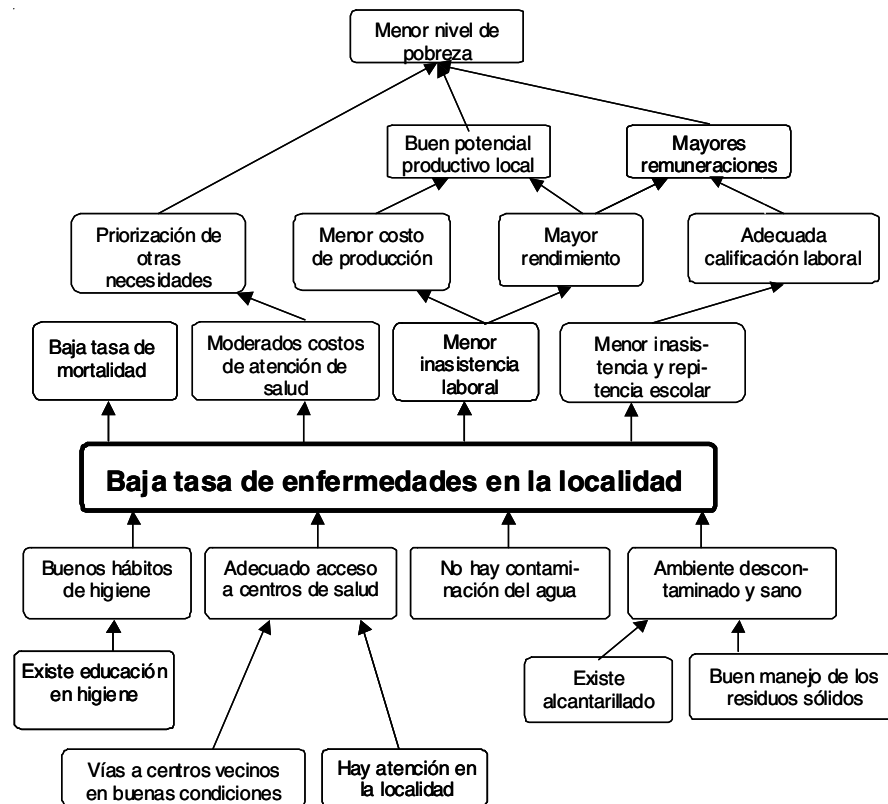 Menor nivel de
pobreza
Buen potencial
productivo local
Mayores
remuneraciones
Priorización de
otras
necesidades
Menor costo
de producción
Mayor
rendimiento
Adecuada
calificación laboral
Baja tasa de
mortalidad
Moderados costos
de atención de
salud
Menor
inasistencia
laboral
Menor inasis-
tencia y repi-
tencia escolar
Baja tasa de enfermedades en la localidad
Buenos hábitos
de higiene
Adecuado acceso
a centros de salud
No hay contami-
nación del agua
Ambiente descon-
taminado y sano
Existe educación
en higiene
Existe
alcantarillado
Buen manejo de los
residuos sólidos
Vías a centros vecinos
en buenas condiciones
Hay atención en
la localidad